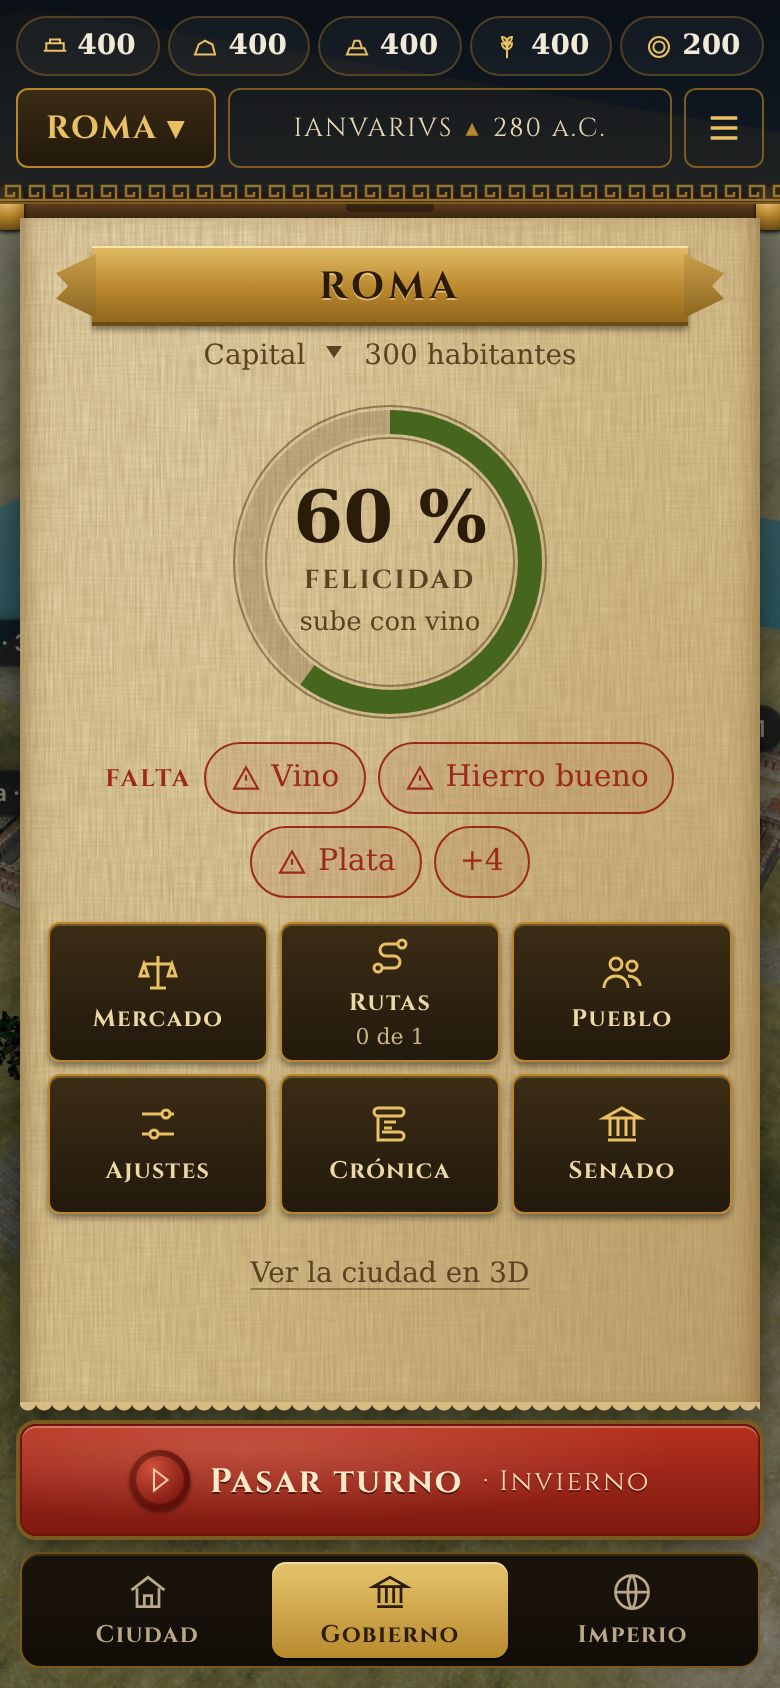 400 400 400 400 200
ROMA ▼ IANVARIVS ▲ 280 A.C.
ROMA
Capital ▼ 300 habitantes
60 %
FELICIDAD
sube con vino
FALTA Vino Hierro bueno
Plata +4
MERCADO RUTAS PUEBLO
0 de 1
AJUSTES CRÓNICA SENADO
Ver la ciudad en 3D
PASAR TURNO · INVIERNO
CIUDAD GOBIERNO IMPERIO